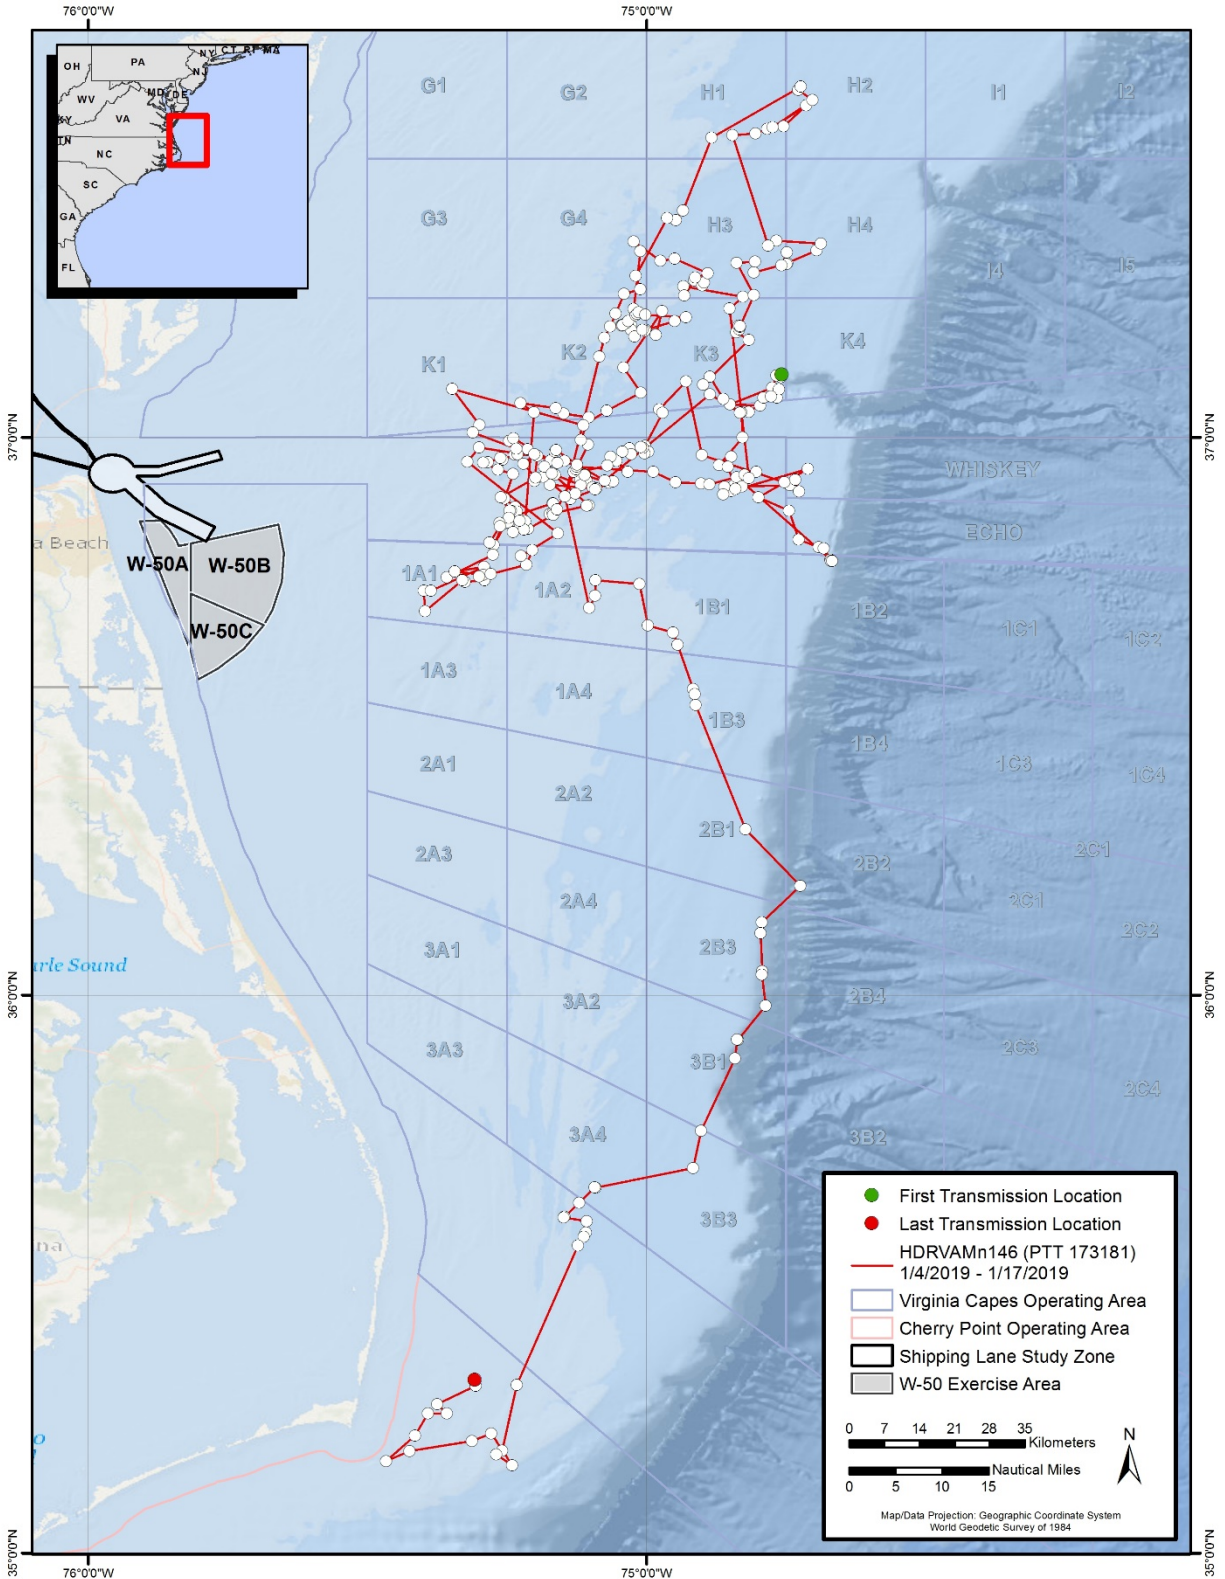 76°0'0"W
75°0'0"W
NY
CT
RI
MA
OH
PA
NJ
MD
DE
WV
VA
KY
TN
NC
SC
GA
FL
G1
G2
H1
H2
I1
I2
G3
G4
H3
H4
I4
I5
K1
K2
K3
K4
37°0'0"N
37°0'0"N
WHISKEY
ECHO
a Beach
W-50A
W-50B
W-50C
1A1
1A2
1B1
1B2
1C1
1C2
1A3
1A4
1B3
1B4
1C3
1C4
2A1
2A2
2B1
2B2
2C1
2A3
2A4
2C1
2C2
3A1
2B3
arle Sound
36°0'0"N
3A2
2B4
36°0'0"N
3A3
3B1
2C3
2C4
3A4
3B2
3B3
na
First Transmission Location
Last Transmission Location
HDRVAMn146 (PTT 173181)
1/4/2019 - 1/17/2019
Virginia Capes Operating Area
Cherry Point Operating Area
Shipping Lane Study Zone
W-50 Exercise Area
0 7 14 21 28 35
Kilometers
N
Nautical Miles
0 5 10 15
Map/Data Projection: Geographic Coordinate System
World Geodetic Survey of 1984
35°0'0"N
35°0'0"N
76°0'0"W
75°0'0"W